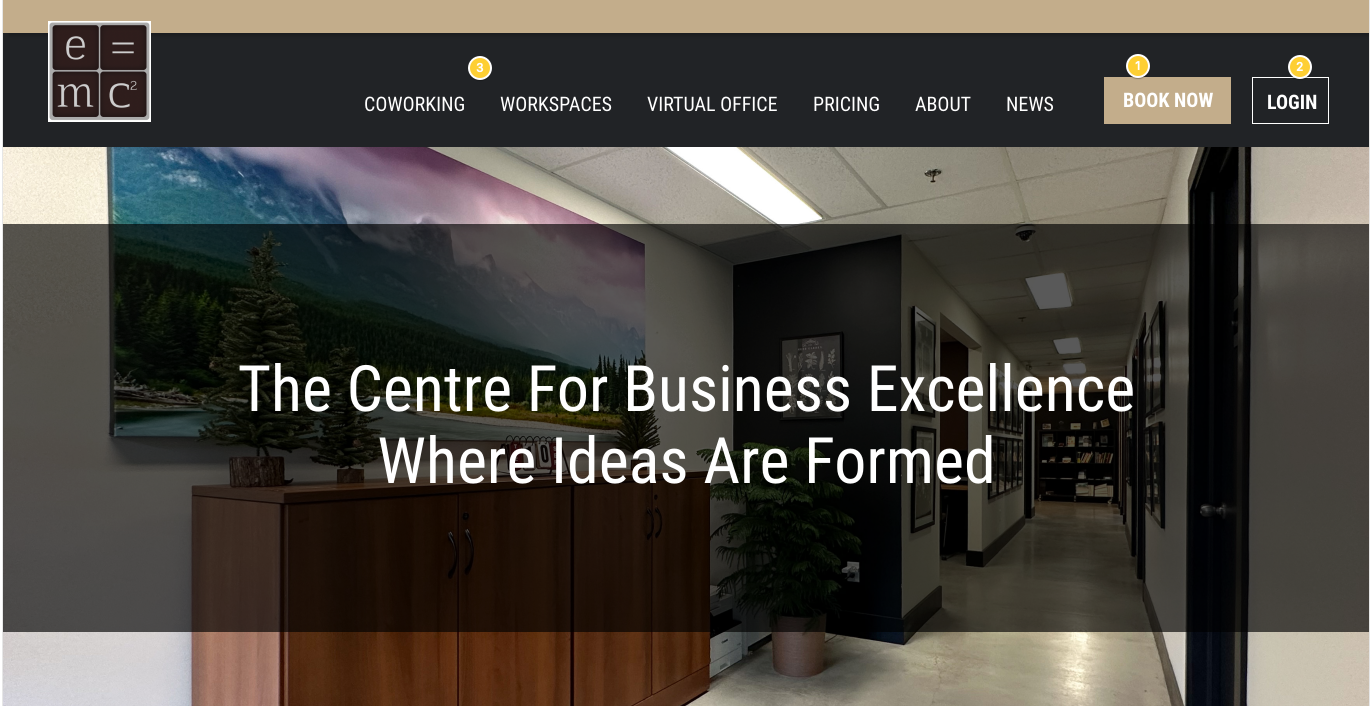 e =
mc²
3
1
2
COWORKING WORKSPACES VIRTUAL OFFICE PRICING ABOUT NEWS BOOK NOW LOGIN
The Centre For Business Excellence
Where Ideas Are Formed